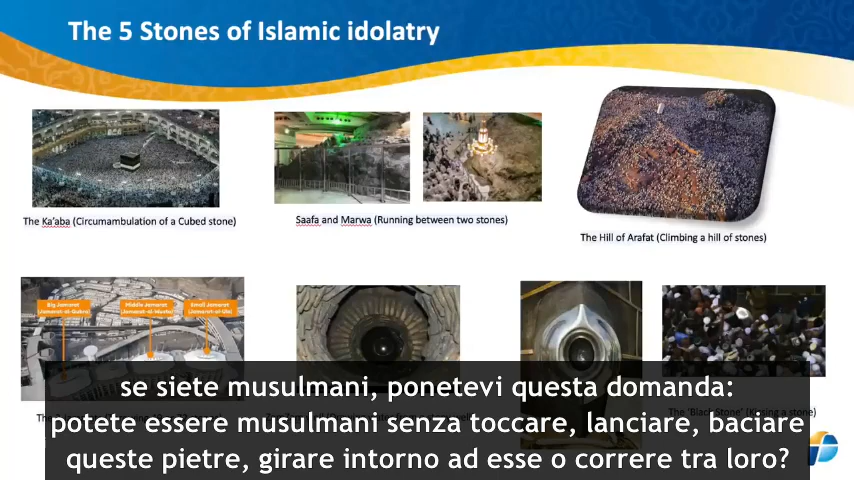 The 5 Stones of Islamic idolatry
The Ka'aba (Circumambulation of a Cubed stone)
Saafa and Marwa (Running between two stones)
The Hill of Arafat (Climbing a hill of stones)
Big Jamarat
Middle Jamarat
Small Jamarat
The 'Black Stone' (Kissing a stone)
se siete musulmani, ponetevi questa domanda:
potete essere musulmani senza toccare, lanciare, baciare
queste pietre, girare intorno ad esse o correre tra loro?